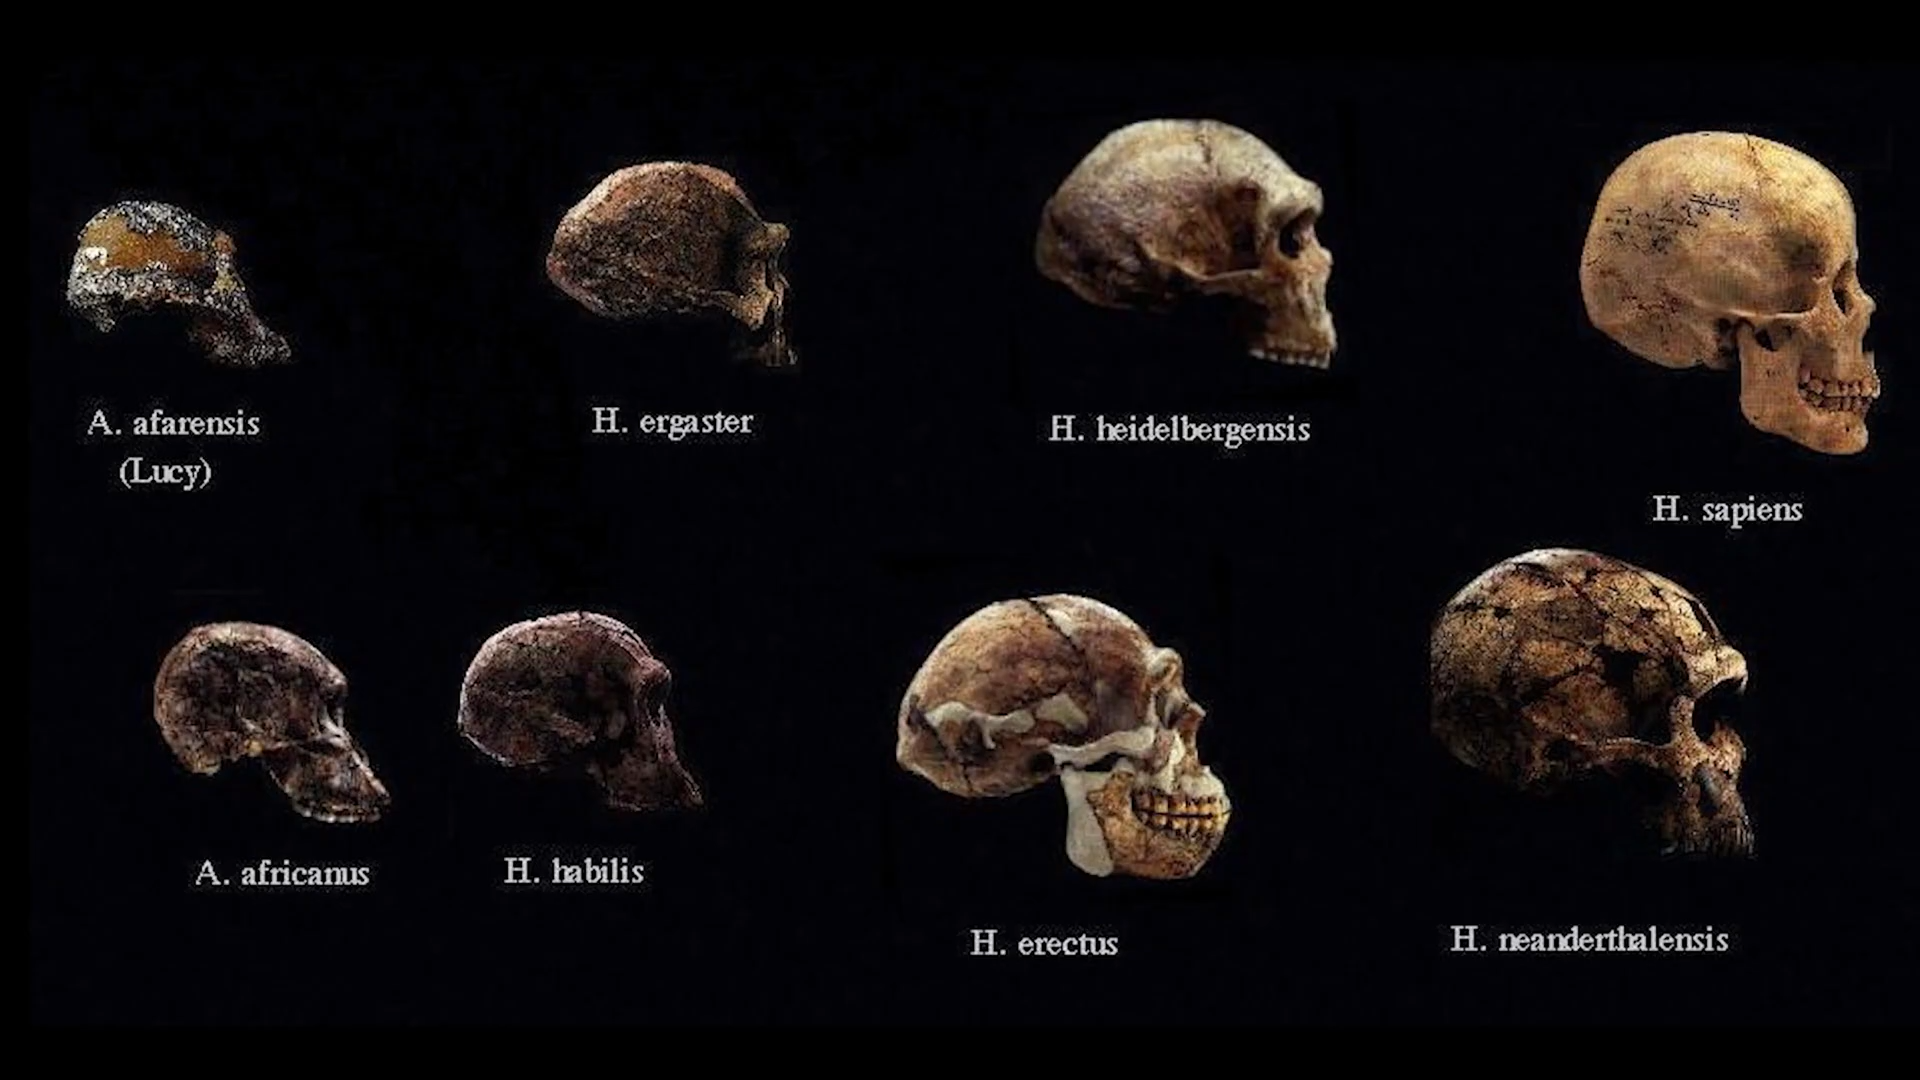 A. afarensis
(Lucy)
H. ergaster
H. heidelbergensis
H. sapiens
A. africanus
H. habilis
H. erectus
H. neanderthalensis